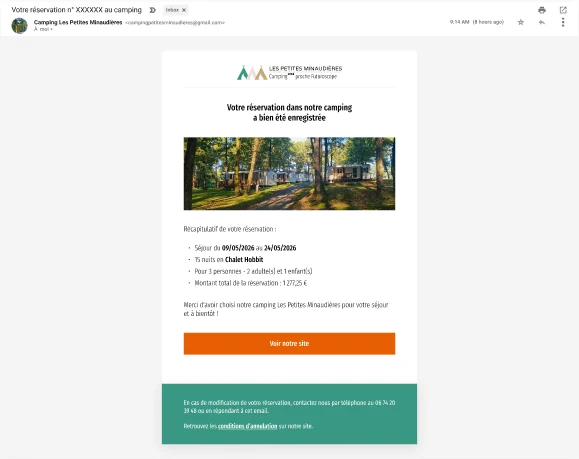 Votre réservation n° XXXXXX au camping
Inbox ×
Camping Les Petites Minaudières <campingpetitesminaudieres@gmail.com>
9:14 AM (8 hours ago)
À moi
LES PETITES MINAUDIÈRES
Camping*** proche Futuroscope
Votre réservation dans notre camping
a bien été enregistrée
Récapitulatif de votre réservation :
• Séjour du 09/05/2026 au 24/05/2026
• 15 nuits en Chalet Hobbit
• Pour 3 personnes - 2 adulte(s) et 1 enfant(s)
• Montant total de la réservation : 1 277,25 €
Merci d'avoir choisi notre camping Les Petites Minaudières pour votre séjour
et à bientôt !
Voir notre site
En cas de modification de votre réservation, contactez nous par téléphone au 06 74 20
39 48 ou en répondant à cet email.
Retrouvez les conditions d'annulation sur notre site.